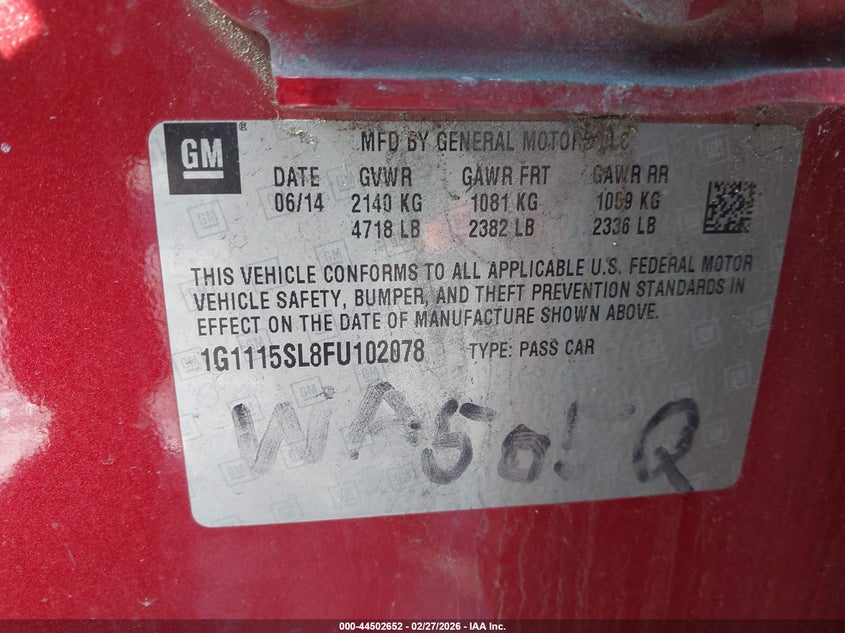 GM
MFD BY GENERAL MOTORS LLC
DATE GVWR GAWR FRT GAWR RR
06/14 2140 KG 1081 KG 1059 KG
4718 LB 2382 LB 2336 LB
THIS VEHICLE CONFORMS TO ALL APPLICABLE U.S. FEDERAL MOTOR
VEHICLE SAFETY, BUMPER, AND THEFT PREVENTION STANDARDS IN
EFFECT ON THE DATE OF MANUFACTURE SHOWN ABOVE.
1G1115SL8FU102078 TYPE: PASS CAR
WA505Q
000-44502652 | 02/27/2026 – IAA Inc.